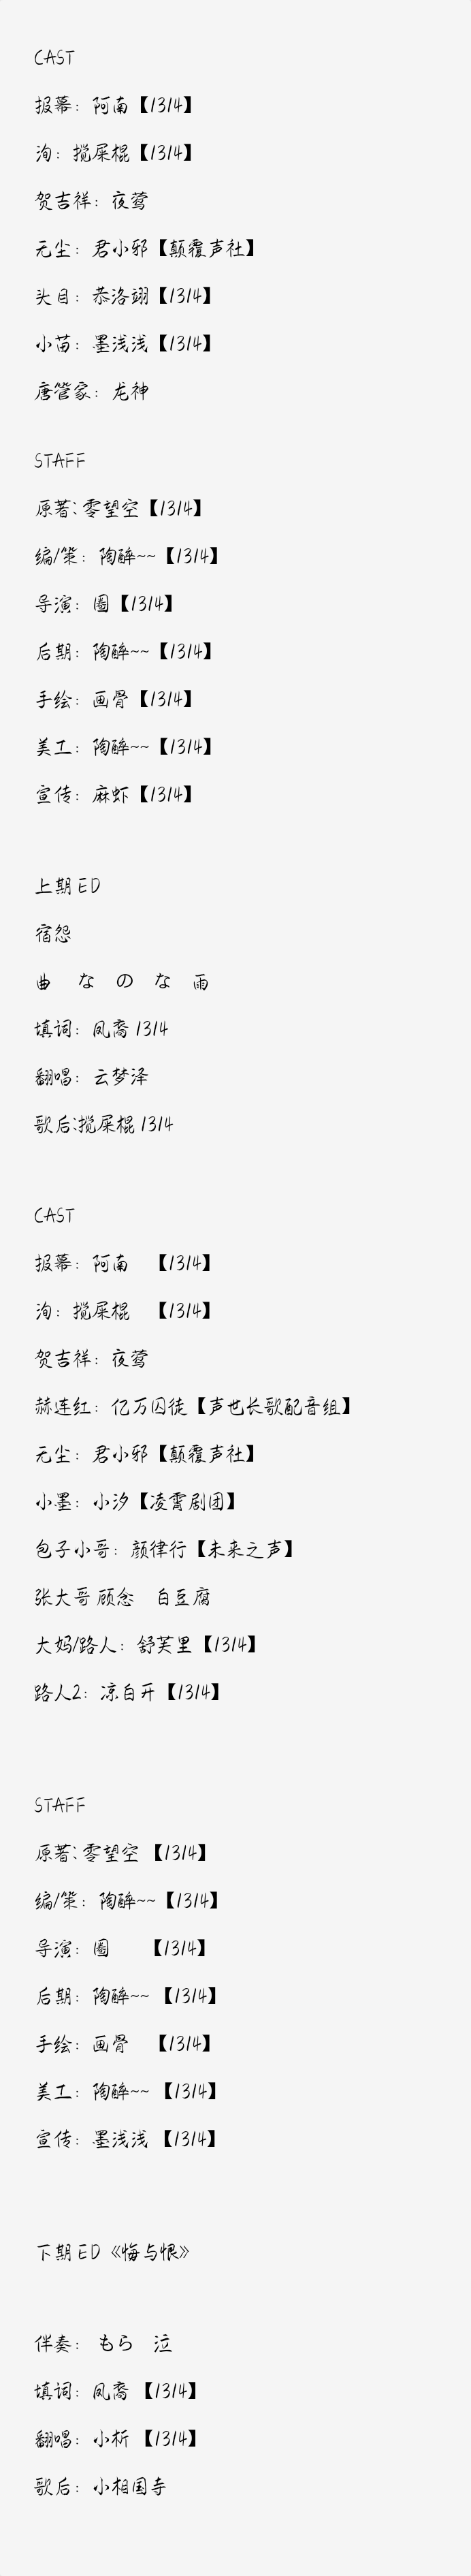 CAST
报幕：阿南【1314】
洵：搅屎棍【1314】
贺吉祥：夜莺
无尘：君小邪【颠覆声社】
头目：恭洛翊【1314】
小苗：墨浅浅【1314】
唐管家：龙神
STAFF
原著：零望空【1314】
编/策：陶醉~~【1314】
导演：圈【1314】
后期：陶醉~~【1314】
手绘：画骨【1314】
美工：陶醉~~【1314】
宣传：麻虾【1314】
上期ED
宿怨
曲 な の な 雨
填词：凤裔 1314
翻唱：云梦泽
歌后：搅屎棍 1314
CAST
报幕：阿南 【1314】
洵：搅屎棍 【1314】
贺吉祥：夜莺
赫连红：亿万囚徒【声也长歌配音组】
无尘：君小邪【颠覆声社】
小墨：小汐【凌霄剧团】
包子小哥：颜律行【未来之声】
张大哥 顾念 白豆腐
大妈/路人：舒芙里【1314】
路人2：凉白开【1314】
STAFF
原著：零望空 【1314】
编/策：陶醉~~【1314】
导演：圈 【1314】
后期：陶醉~~ 【1314】
手绘：画骨 【1314】
美工：陶醉~~ 【1314】
宣传：墨浅浅 【1314】
下期ED《悔与恨》
伴奏： もら 泣
填词：凤裔 【1314】
翻唱：小析 【1314】
歌后：小相国寺